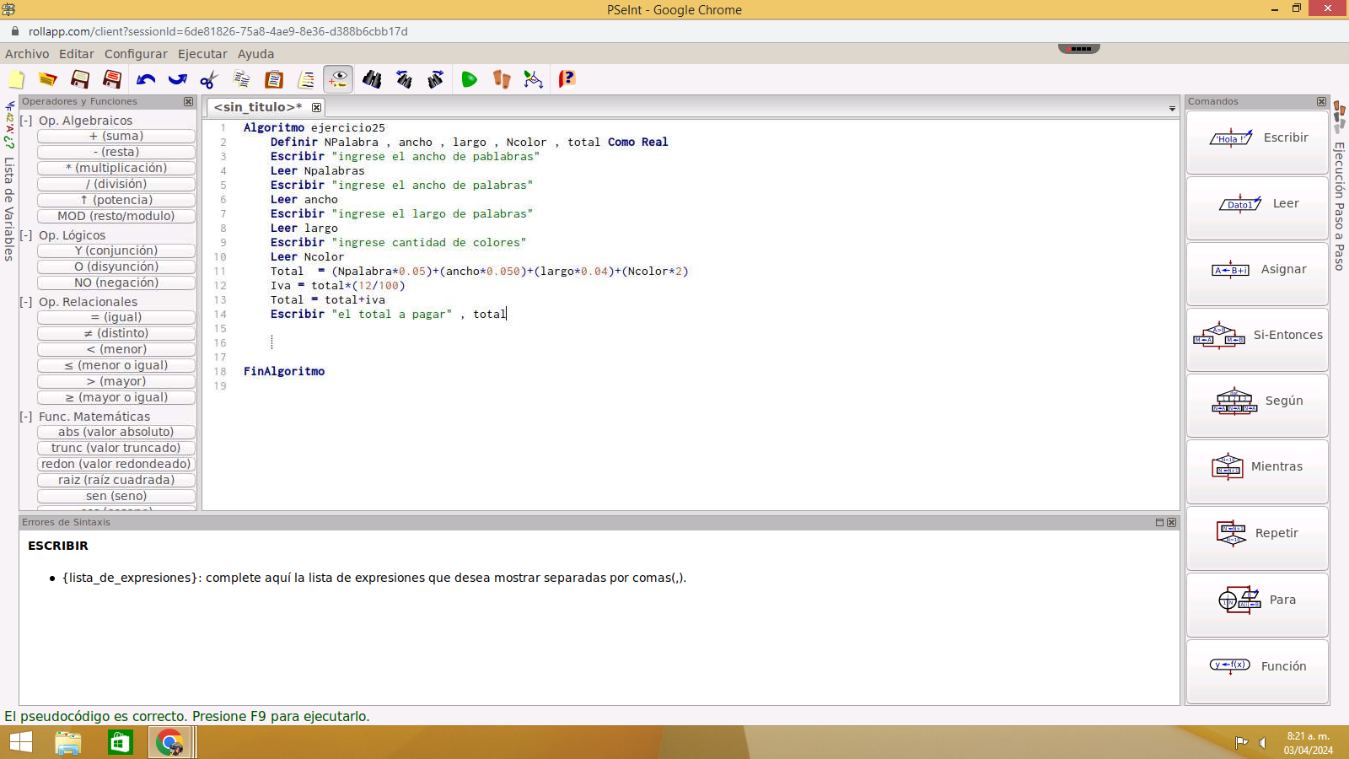 PSeInt - Google Chrome
rollapp.com/client?sessionId=6de81826-75a8-4ae9-8e36-d388b6cbb17d
Archivo Editar Configurar Ejecutar Ayuda
Operadores y Funciones
[-] Op. Algebraicos
+ (suma)
- (resta)
* (multiplicación)
/ (división)
↑ (potencia)
MOD (resto/modulo)
[-] Op. Lógicos
Y (conjunción)
O (disyunción)
NO (negación)
[-] Op. Relacionales
= (igual)
≠ (distinto)
< (menor)
≤ (menor o igual)
> (mayor)
≥ (mayor o igual)
[-] Func. Matemáticas
abs (valor absoluto)
trunc (valor truncado)
redon (valor redondeado)
raiz (raíz cuadrada)
sen (seno)
Lista de Variables
<sin_titulo>*
1 Algoritmo ejercicio25
2 Definir NPalabra , ancho , largo , Ncolor , total Como Real
3 Escribir "ingrese el ancho de pablabras"
4 Leer Npalabras
5 Escribir "ingrese el ancho de palabras"
6 Leer ancho
7 Escribir "ingrese el largo de palabras"
8 Leer largo
9 Escribir "ingrese cantidad de colores"
10 Leer Ncolor
11 Total = (Npalabra*0.05)+(ancho*0.050)+(largo*0.04)+(Ncolor*2)
12 Iva = total*(12/100)
13 Total = total+iva
14 Escribir "el total a pagar" , total
15
16
17
18 FinAlgoritmo
19
Comandos
'Hola !' Escribir
Dato1 Leer
A←B+i Asignar
Si-Entonces
Según
Mientras
Repetir
Para
y←f(x) Función
Ejecución Paso a Paso
Errores de Sintaxis
ESCRIBIR
• {lista_de_expresiones}: complete aquí la lista de expresiones que desea mostrar separadas por comas(,).
El pseudocódigo es correcto. Presione F9 para ejecutarlo.
8:21 a. m.
03/04/2024